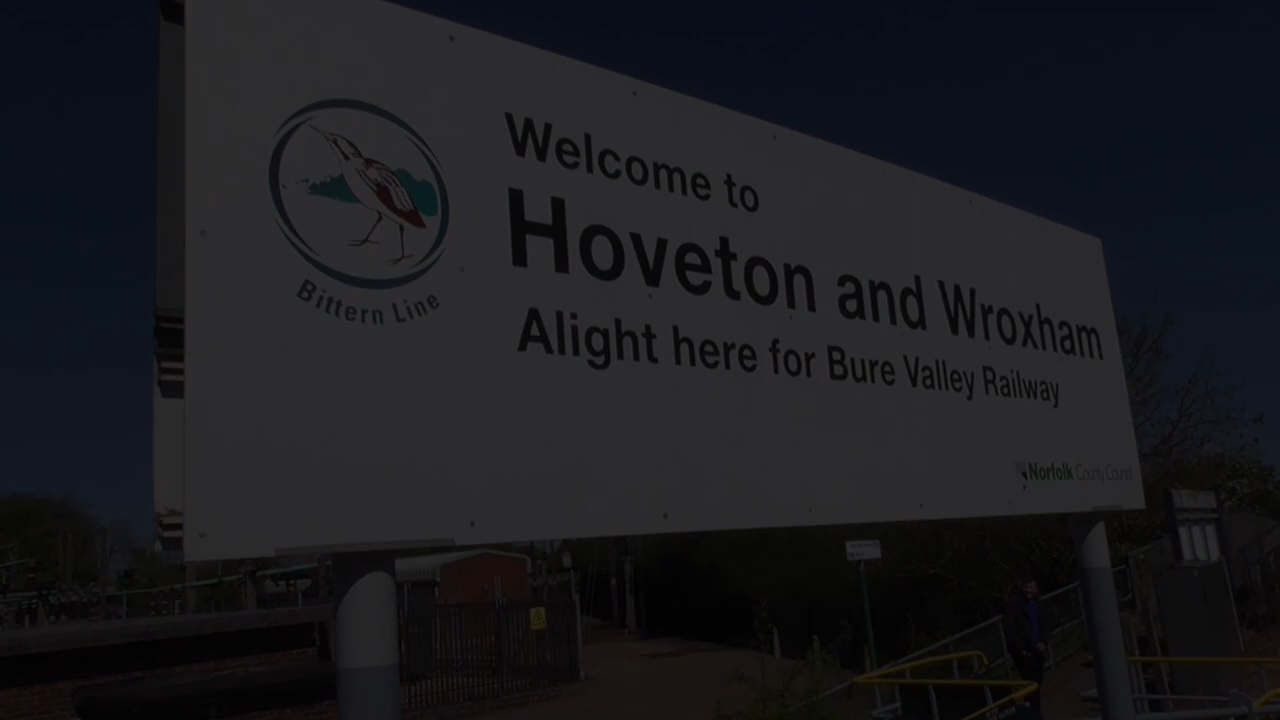 Welcome to
Hoveton and Wroxham
Alight here for Bure Valley Railway
Bittern Line
Norfolk County Council